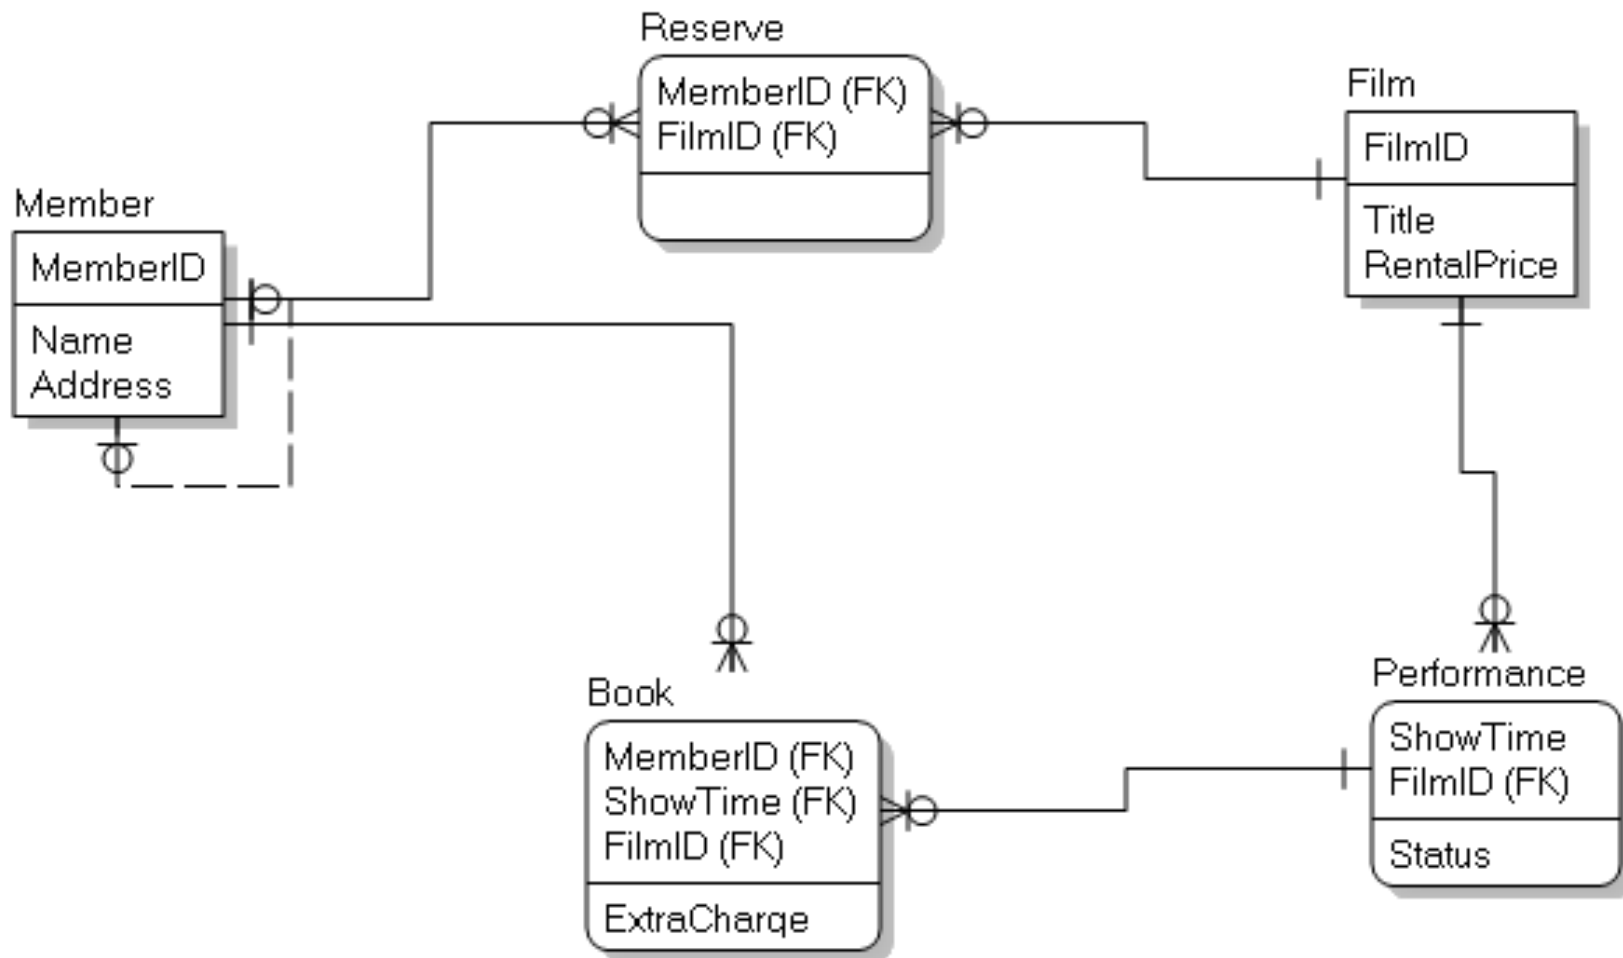 Reserve
MemberID (FK)
FilmID (FK)
Film
FilmID
Title
RentalPrice
Member
MemberID
Name
Address
Book
MemberID (FK)
ShowTime (FK)
FilmID (FK)
ExtraCharge
Performance
ShowTime
FilmID (FK)
Status